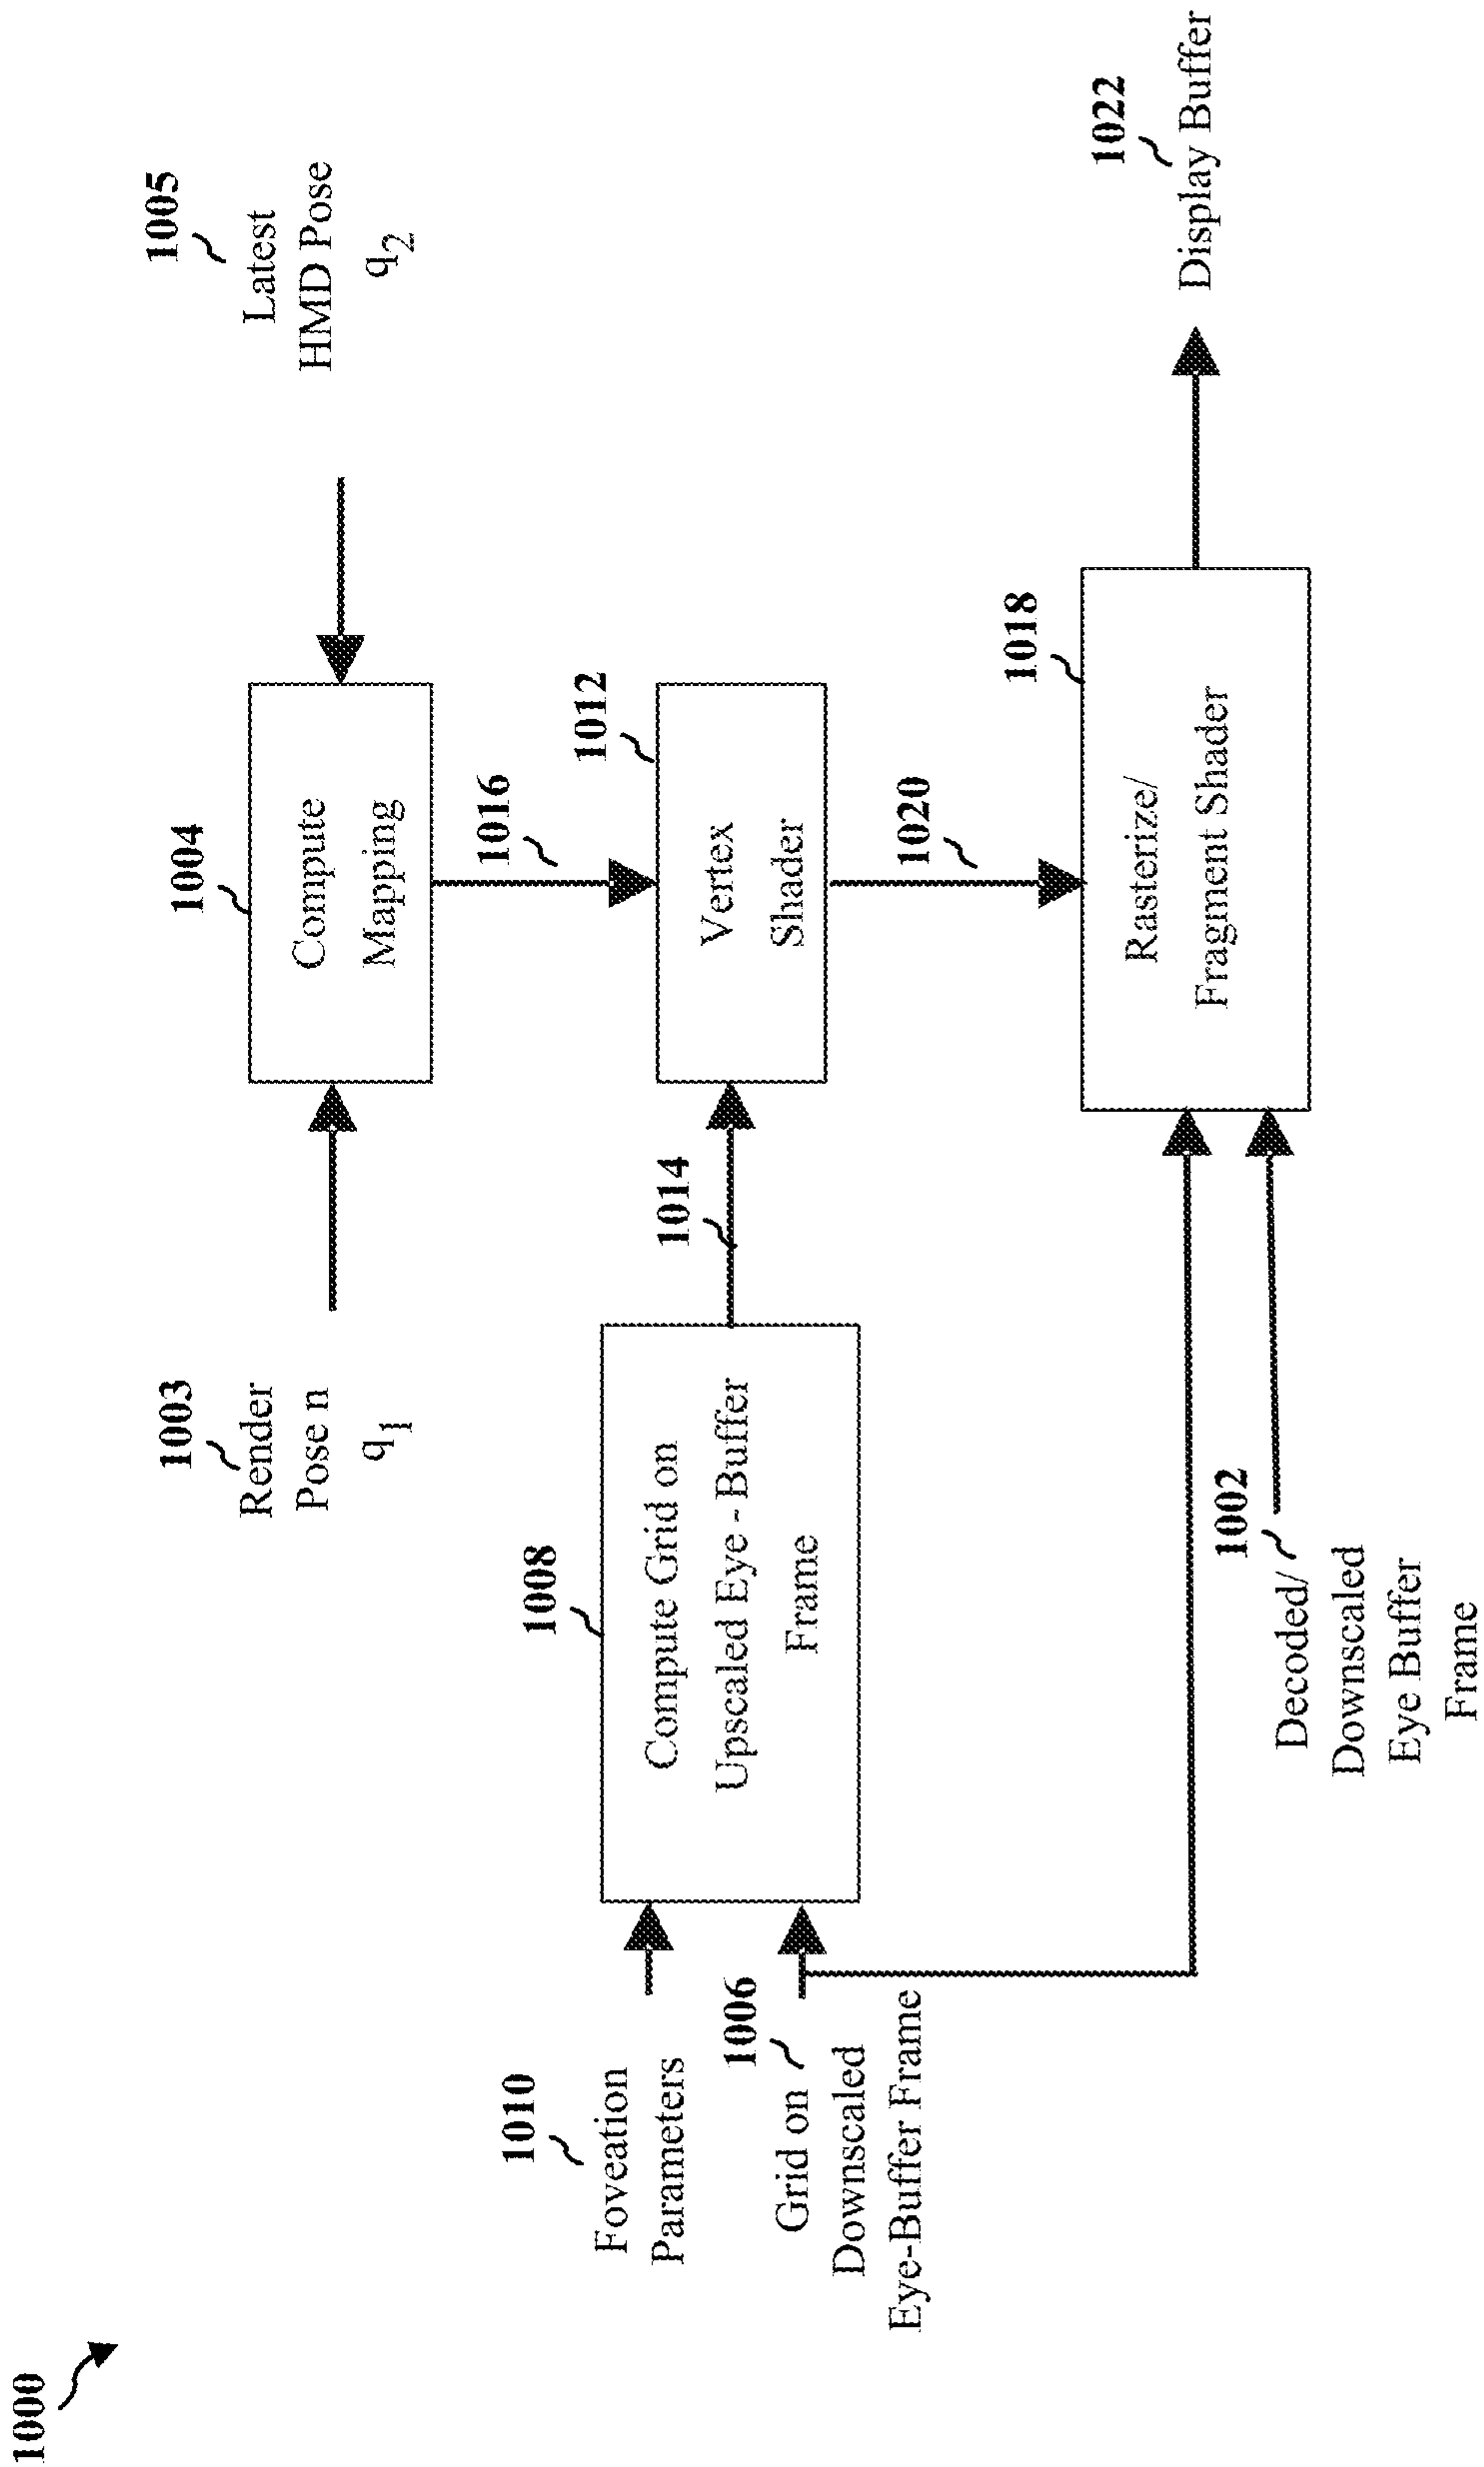 1000
1003
Render
Pose n
q1
1004
Compute
Mapping
1005
Latest
HMD Pose
q2
1016
1010
Foveation
Parameters
1006
Grid on
Downscaled
Eye-Buffer Frame
1008
Compute Grid on
Upscaled Eye - Buffer
Frame
1014
1012
Vertex
Shader
1020
1002
Decoded/
Downscaled
Eye Buffer
Frame
1018
Rasterize/
Fragment Shader
1022
Display Buffer